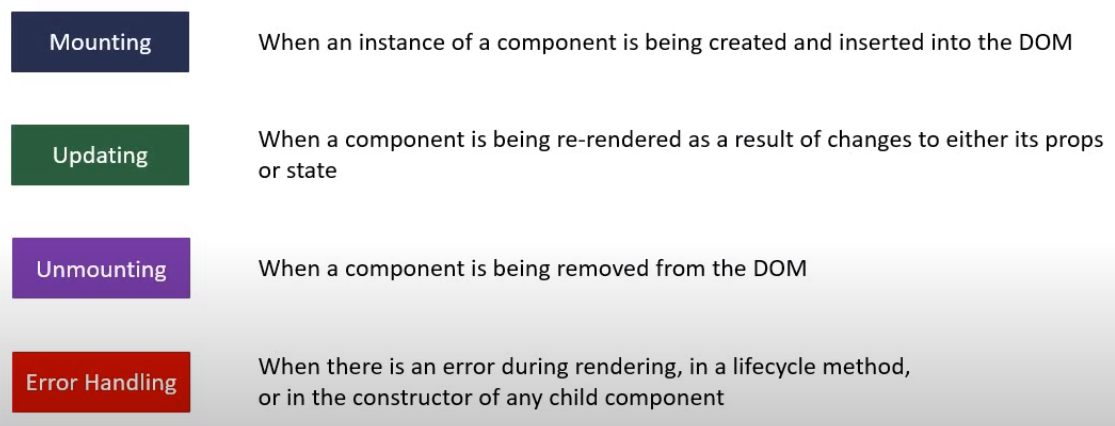 Mounting
When an instance of a component is being created and inserted into the DOM
Updating
When a component is being re-rendered as a result of changes to either its props
or state
Unmounting
When a component is being removed from the DOM
Error Handling
When there is an error during rendering, in a lifecycle method,
or in the constructor of any child component